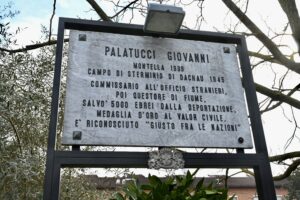 PALATUCCI GIOVANNI
MONTELLA 1909
CAMPO DI STERMINIO DI DACHAU 1945
COMMISSARIO ALL'UFFICIO STRANIERI,
POI QUESTORE DI FIUME,
SALVO' 5000 EBREI DALLA DEPORTAZIONE,
MEDAGLIA D'ORO AL VALOR CIVILE,
E' RICONOSCIUTO "GIUSTO FRA LE NAZIONI"